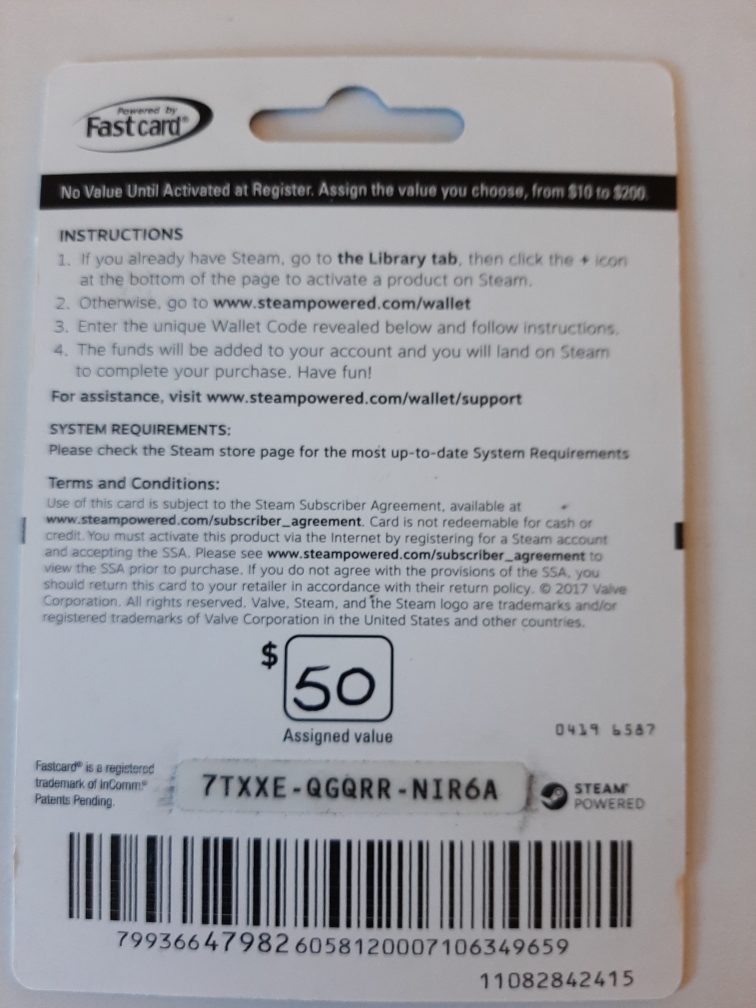 Powered by
Fastcard®
No Value Until Activated at Register. Assign the value you choose, from $10 to $200.
INSTRUCTIONS
1. If you already have Steam, go to the Library tab, then click the + icon
at the bottom of the page to activate a product on Steam.
2. Otherwise, go to www.steampowered.com/wallet
3. Enter the unique Wallet Code revealed below and follow instructions.
4. The funds will be added to your account and you will land on Steam
to complete your purchase. Have fun!
For assistance, visit www.steampowered.com/wallet/support
SYSTEM REQUIREMENTS:
Please check the Steam store page for the most up-to-date System Requirements
Terms and Conditions:
Use of this card is subject to the Steam Subscriber Agreement, available at
www.steampowered.com/subscriber_agreement. Card is not redeemable for cash or
credit. You must activate this product via the Internet by registering for a Steam account
and accepting the SSA. Please see www.steampowered.com/subscriber_agreement to
view the SSA prior to purchase. If you do not agree with the provisions of the SSA, you
should return this card to your retailer in accordance with their return policy. © 2017 Valve
Corporation. All rights reserved. Valve, Steam, and the Steam logo are trademarks and/or
registered trademarks of Valve Corporation in the United States and other countries.
$ 50
Assigned value
0419 6587
Fastcard® is a registered
trademark of InComm®
Patents Pending.
7TXXE-QGQRR-NIR6A
STEAM™
POWERED
799366479826058120007106349659
11082842415